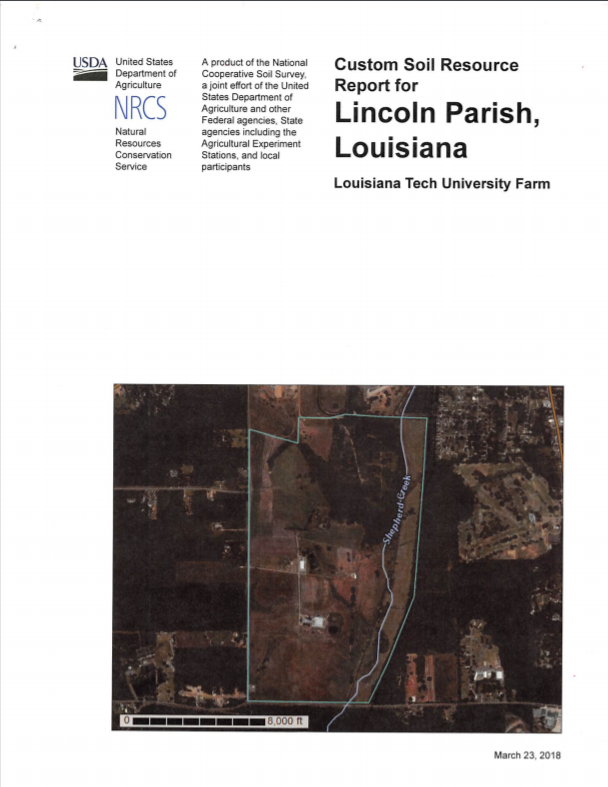 USDA
United States
Department of
Agriculture
NRCS
Natural
Resources
Conservation
Service
A product of the National
Cooperative Soil Survey,
a joint effort of the United
States Department of
Agriculture and other
Federal agencies, State
agencies including the
Agricultural Experiment
Stations, and local
participants
Custom Soil Resource
Report for
Lincoln Parish,
Louisiana
Louisiana Tech University Farm
Shepherd Creek
0 8,000 ft
March 23, 2018